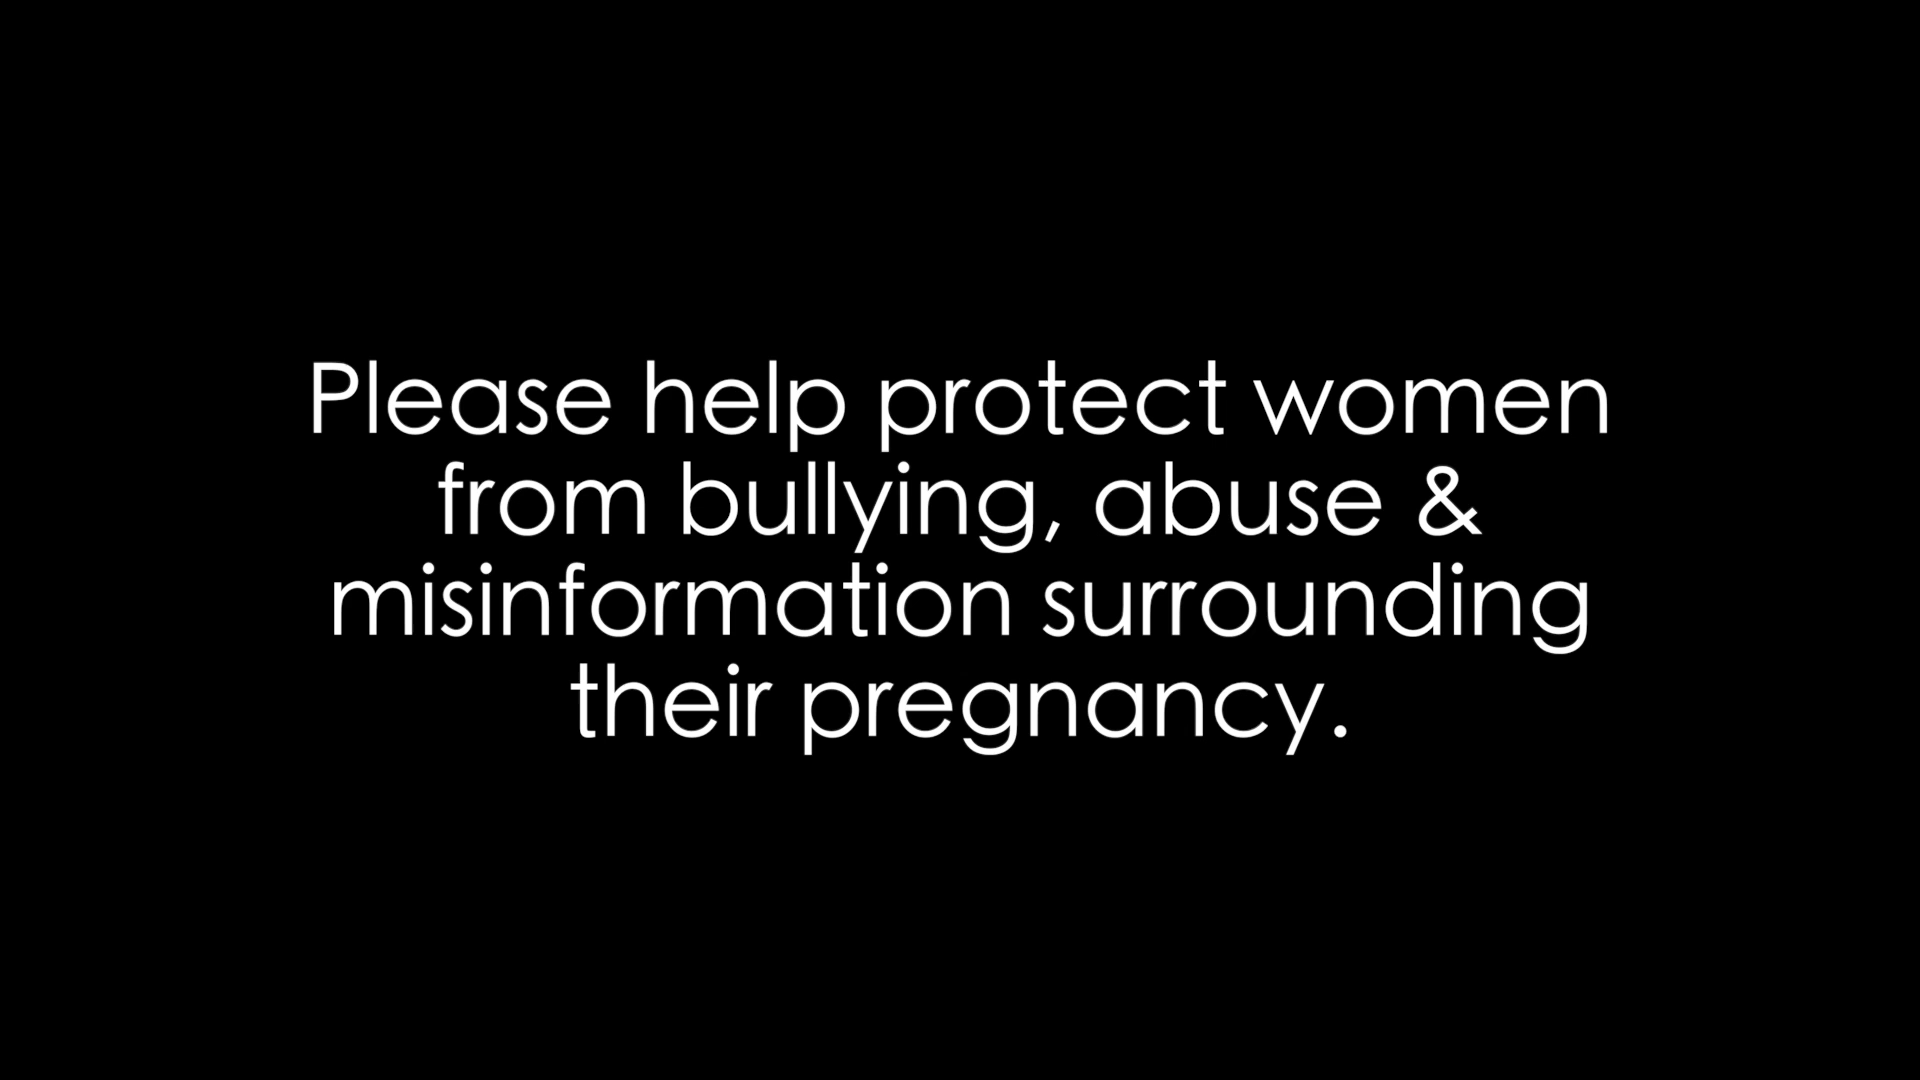 Please help protect women
from bullying, abuse &
misinformation surrounding
their pregnancy.